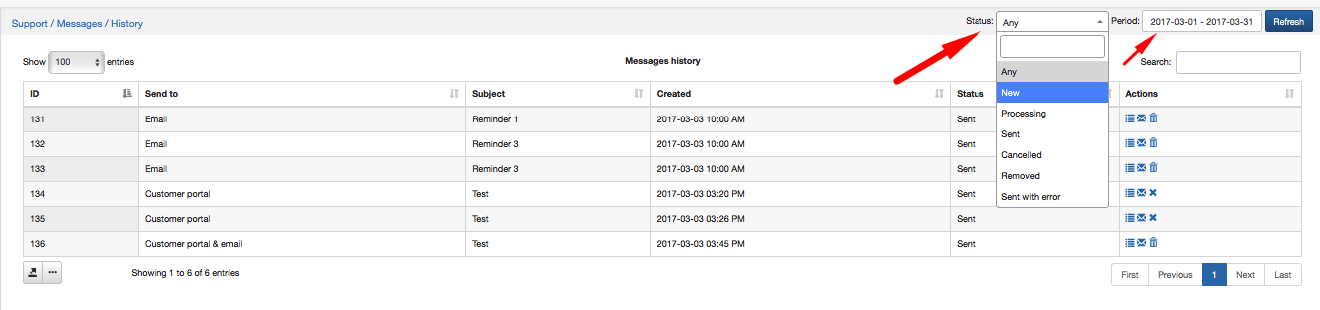 Support / Messages / History
Status: Any Period: 2017-03-01 - 2017-03-31 Refresh
Any
New
Processing
Sent
Cancelled
Removed
Sent with error
Show 100 entries Messages history Search:
ID Send to Subject Created Status Actions
131 Email Reminder 1 2017-03-03 10:00 AM Sent
132 Email Reminder 3 2017-03-03 10:00 AM Sent
133 Email Reminder 3 2017-03-03 10:00 AM Sent
134 Customer portal Test 2017-03-03 03:20 PM Sent
135 Customer portal Test 2017-03-03 03:26 PM Sent
136 Customer portal & email Test 2017-03-03 03:45 PM Sent
Showing 1 to 6 of 6 entries First Previous 1 Next Last